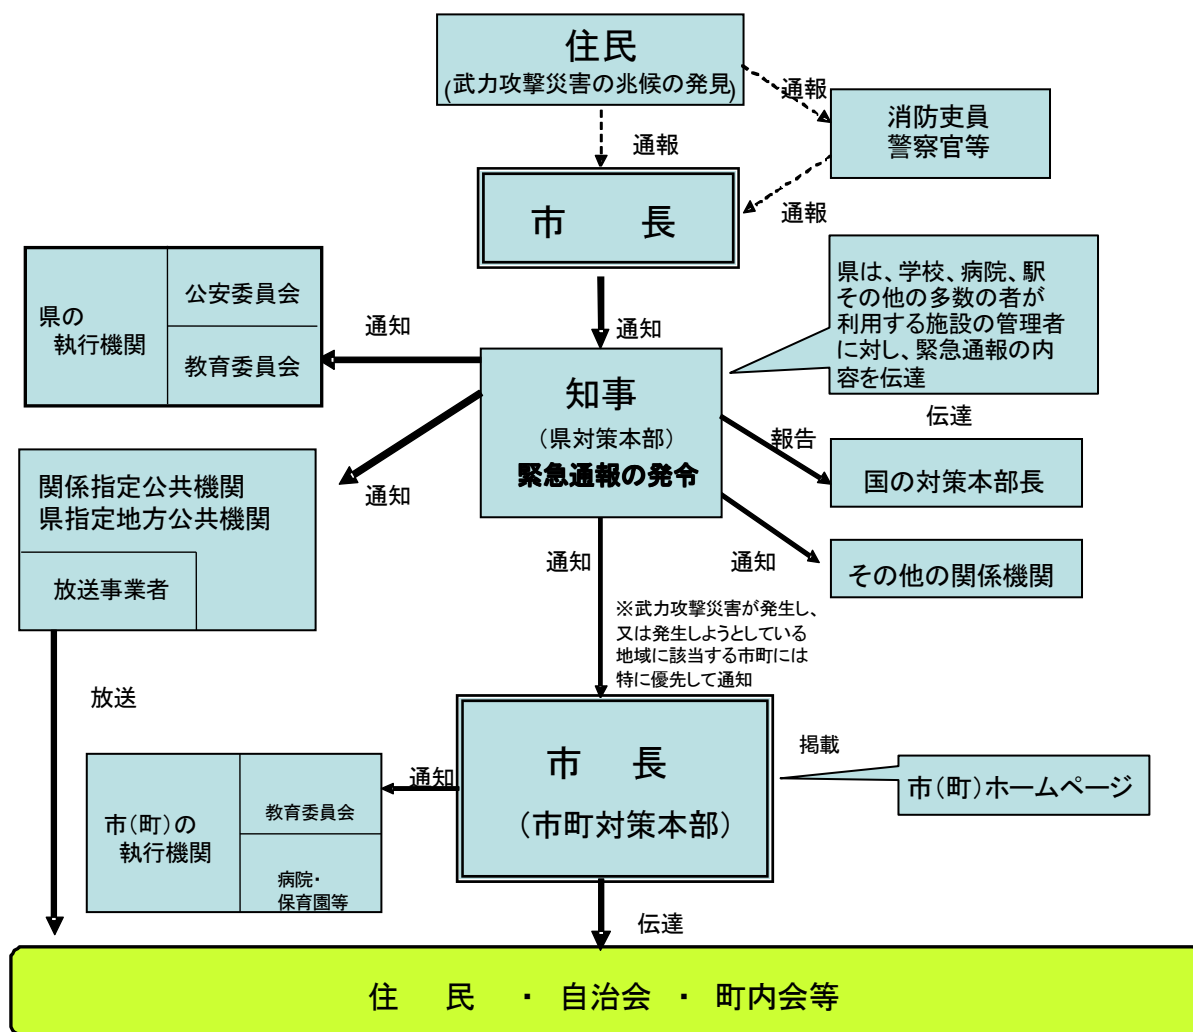 住民
(武力攻撃災害の兆候の発見)
通報
消防吏員
警察官等
通報
通報
市　　長
県の
執行機関
公安委員会
教育委員会
通知
通知
県は、学校、病院、駅
その他の多数の者が
利用する施設の管理者
に対し、緊急通報の内
容を伝達
伝達
知事
（県対策本部）
緊急通報の発令
報告
国の対策本部長
関係指定公共機関
県指定地方公共機関
放送事業者
通知
通知
通知
その他の関係機関
※武力攻撃災害が発生し、
又は発生しようとしている
地域に該当する市町には
特に優先して通知
放送
市　長
（市町対策本部）
掲載
市（町）ホームページ
通知
市（町）の
執行機関
教育委員会
病院・
保育園等
伝達
住　民　・　自治会　・　町内会等